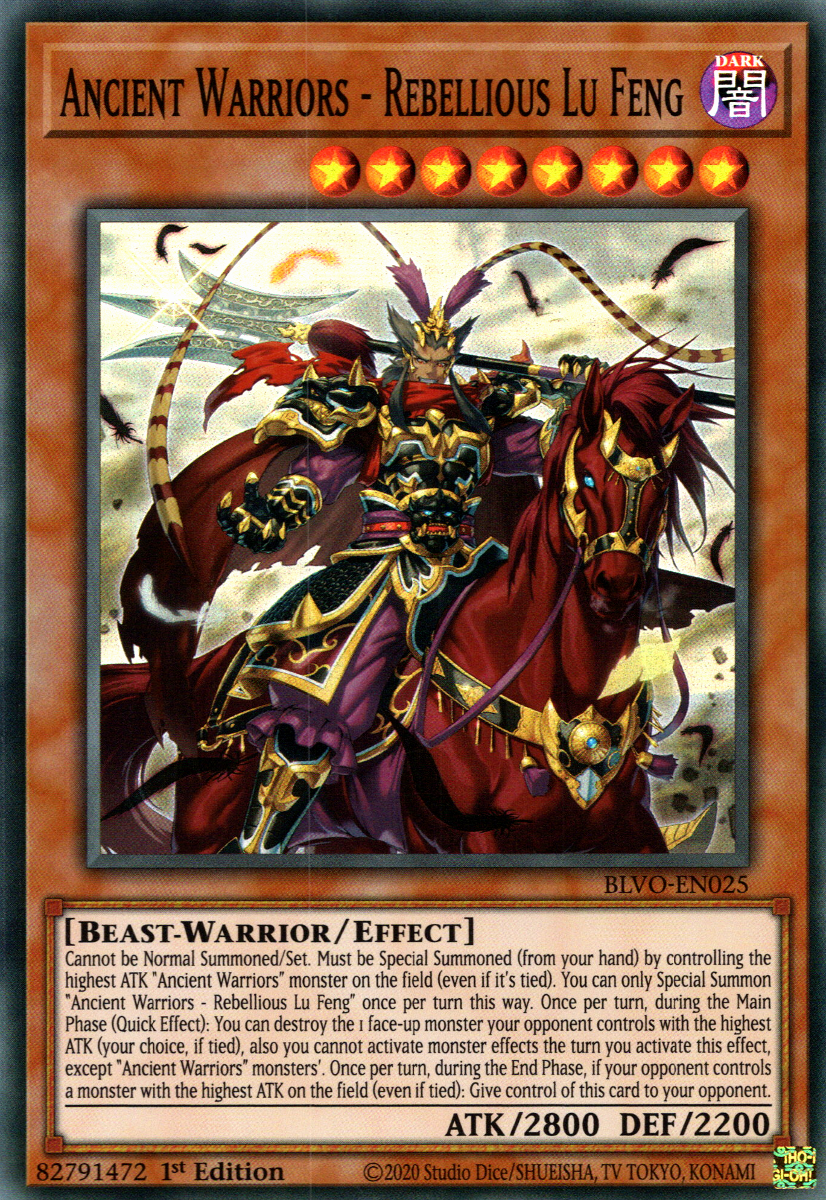 ANCIENT WARRIORS - REBELLIOUS LU FENG
DARK
闇
BLVO-EN025
[BEAST-WARRIOR/EFFECT]
Cannot be Normal Summoned/Set. Must be Special Summoned (from your hand) by controlling the
highest ATK "Ancient Warriors" monster on the field (even if it's tied). You can only Special Summon
"Ancient Warriors - Rebellious Lu Feng" once per turn this way. Once per turn, during the Main
Phase (Quick Effect): You can destroy the 1 face-up monster your opponent controls with the highest
ATK (your choice, if tied), also you cannot activate monster effects the turn you activate this effect,
except "Ancient Warriors" monsters'. Once per turn, during the End Phase, if your opponent controls
a monster with the highest ATK on the field (even if tied): Give control of this card to your opponent.
ATK/2800 DEF/2200
82791472 1st Edition ©2020 Studio Dice/SHUEISHA, TV TOKYO, KONAMI